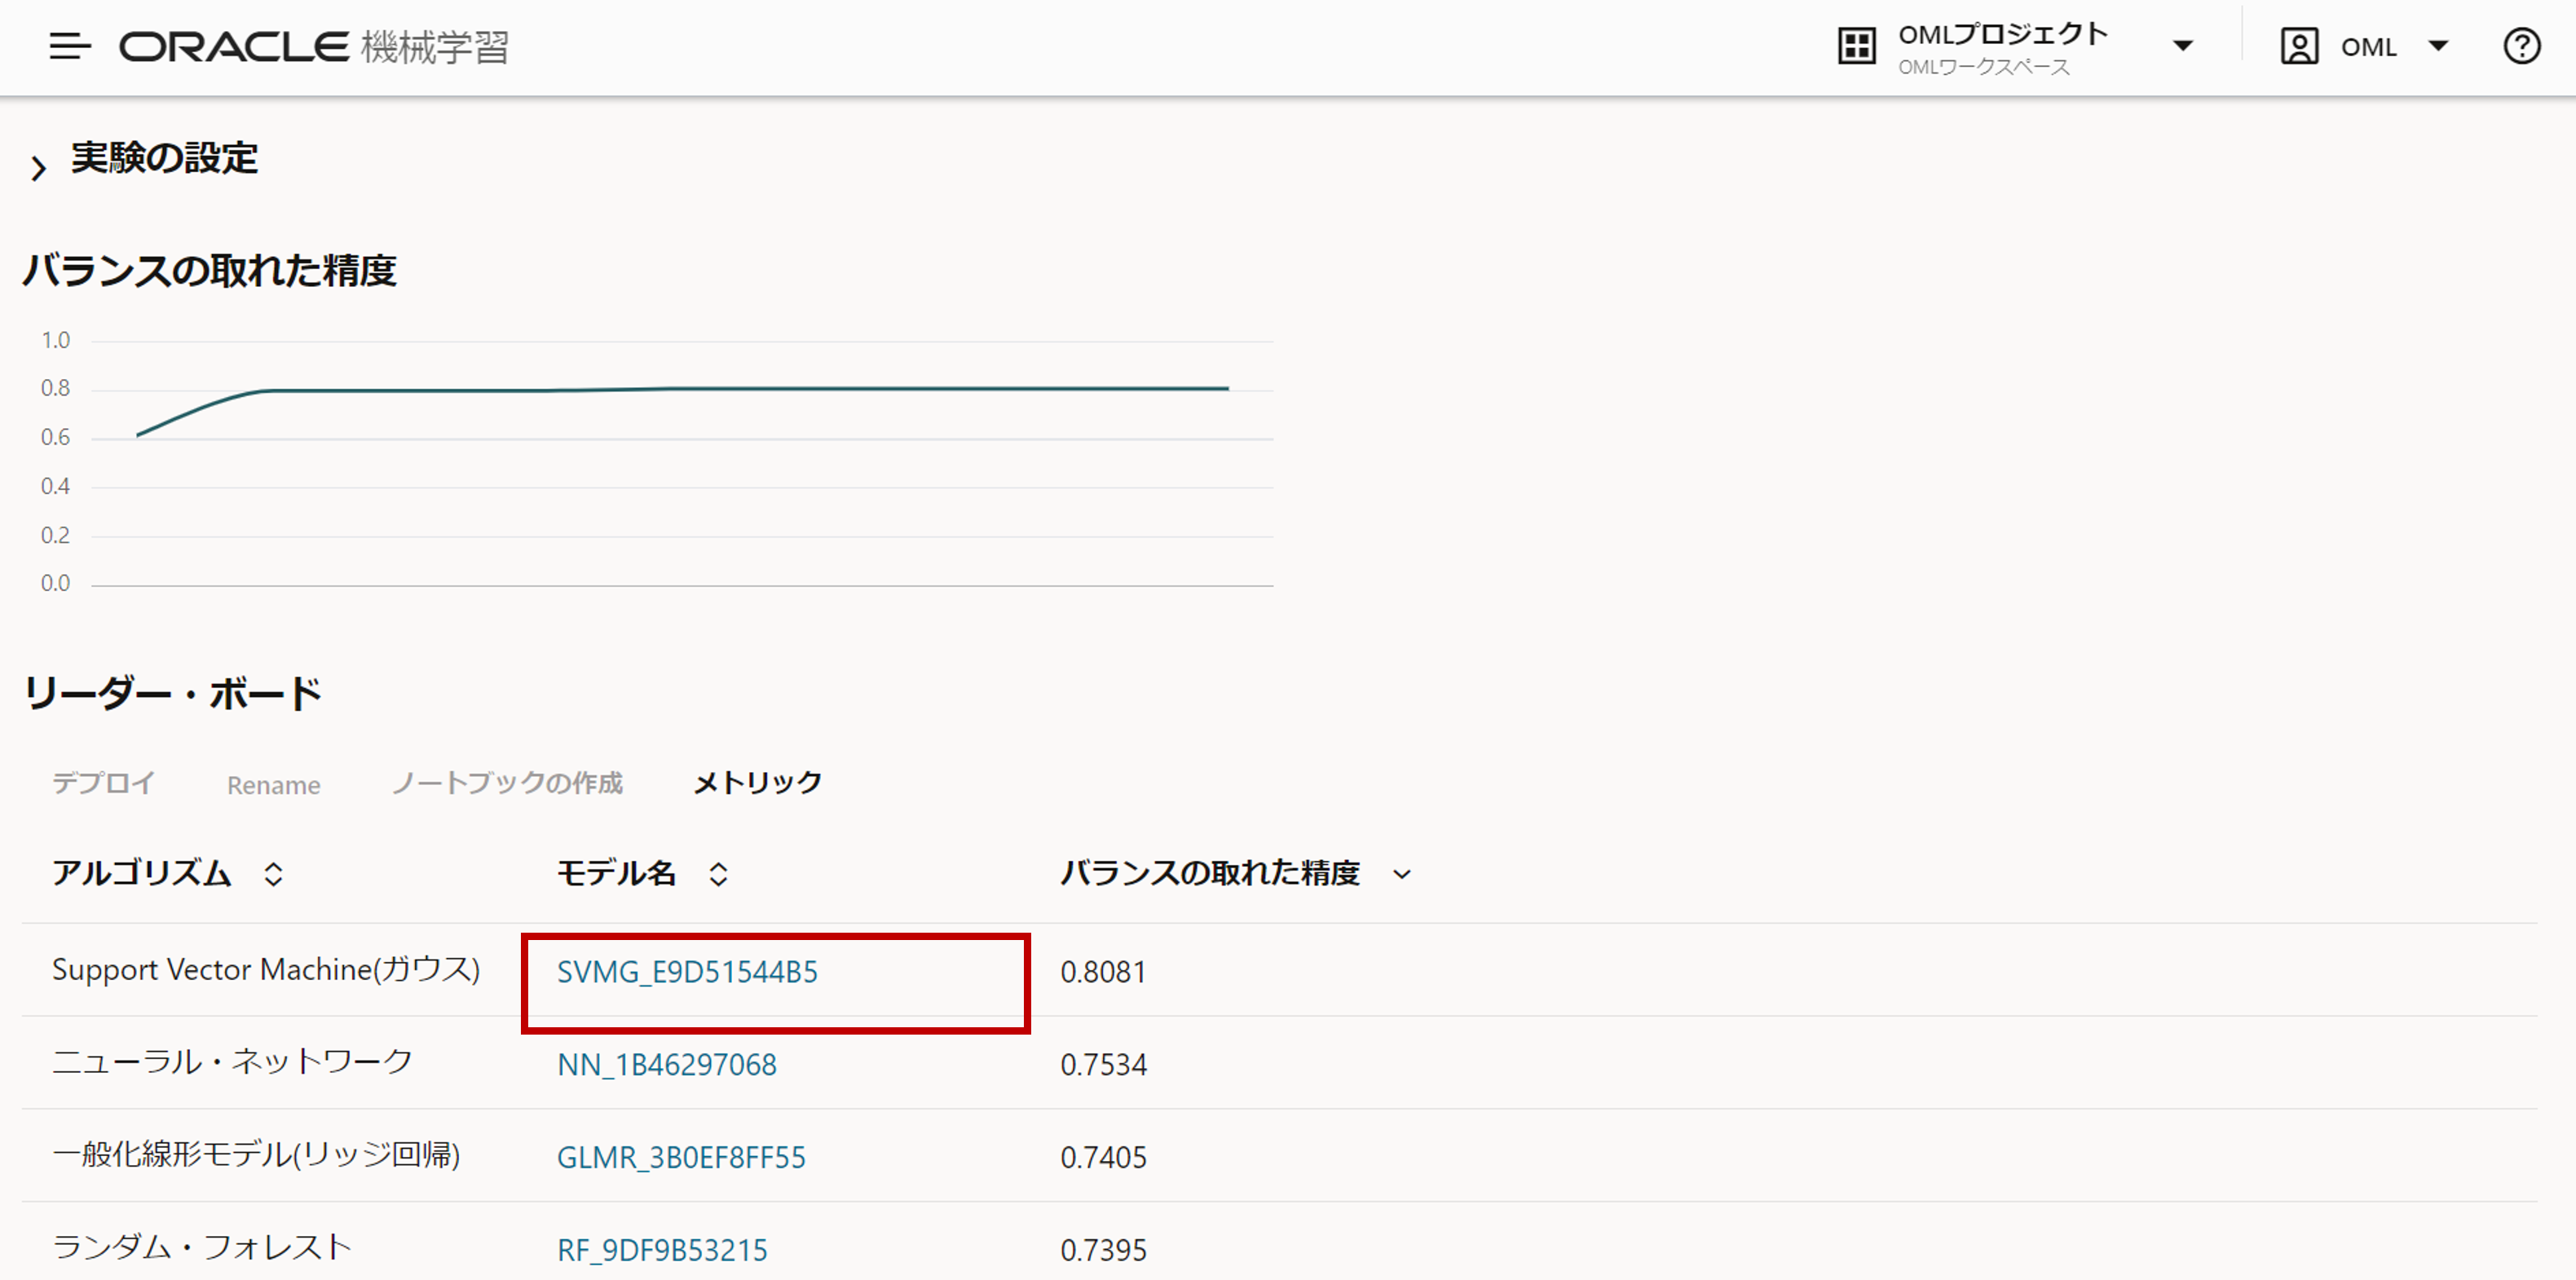 ORACLE 機械学習
OMLプロジェクト
OMLワークスペース
OML
実験の設定
バランスの取れた精度
1.0
0.8
0.6
0.4
0.2
0.0
リーダー・ボード
デプロイ Rename ノートブックの作成 メトリック
アルゴリズム モデル名 バランスの取れた精度
Support Vector Machine(ガウス) SVMG_E9D51544B5 0.8081
ニューラル・ネットワーク NN_1B46297068 0.7534
一般化線形モデル(リッジ回帰) GLMR_3B0EF8FF55 0.7405
ランダム・フォレスト RF_9DF9B53215 0.7395